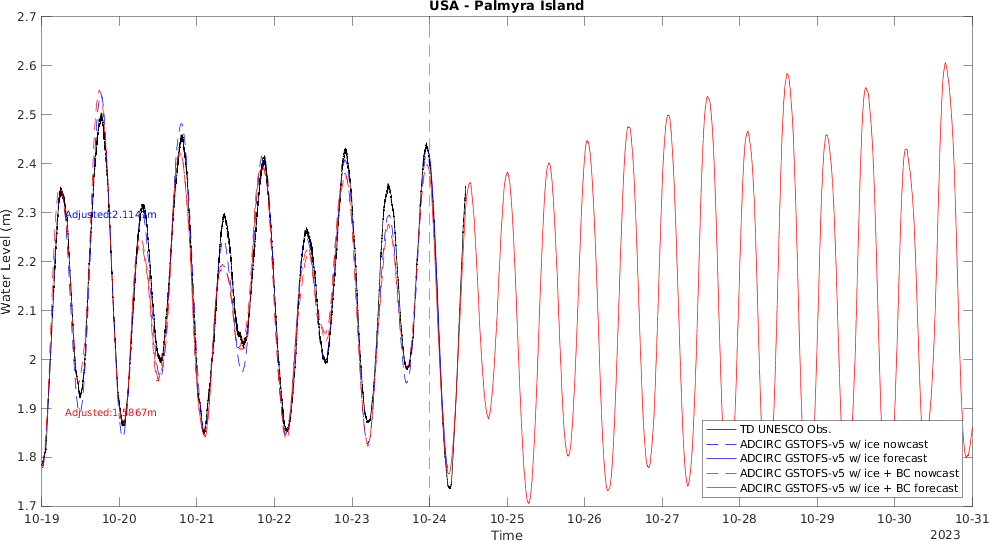 USA - Palmyra Island
2.7
2.6
2.5
2.4
2.3
2.2
2.1
2
1.9
1.8
1.7
Water Level (m)
Adjusted:2.1141m
Adjusted:1.5867m
TD UNESCO Obs.
ADCIRC GSTOFS-v5 w/ ice nowcast
ADCIRC GSTOFS-v5 w/ ice forecast
ADCIRC GSTOFS-v5 w/ ice + BC nowcast
ADCIRC GSTOFS-v5 w/ ice + BC forecast
10-19 10-20 10-21 10-22 10-23 10-24 10-25 10-26 10-27 10-28 10-29 10-30 10-31
Time
2023